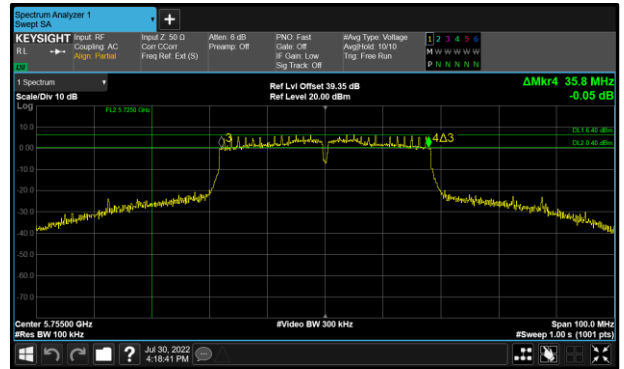 Spectrum Analyzer 1
Swept SA
+
KEYSIGHT Input: RF Input Z: 50 Ω Atten: 6 dB PNO: Fast #Avg Type: Voltage 1 2 3 4 5 6
RL Coupling: AC Corr CCorr Preamp: Off Gate: Off Avg|Hold: 10/10 M W W W W W
Align: Partial Freq Ref: Ext (S) IF Gain: Low Trig: Free Run
Sig Track: Off P N N N N N
1 Spectrum Ref Lvl Offset 39.35 dB ΔMkr4 35.8 MHz
Scale/Div 10 dB Ref Level 20.00 dBm -0.05 dB
Log
FL2 5.7250 GHz
10.0 3 4Δ3 DL1 6.40 dBm
0.00 DL2 0.40 dBm
-10.0
-20.0
-30.0
-40.0
-50.0
-60.0
-70.0
Center 5.75500 GHz #Video BW 300 kHz Span 100.0 MHz
#Res BW 100 kHz #Sweep 1.00 s (1001 pts)
? Jul 30, 2022
4:18:41 PM